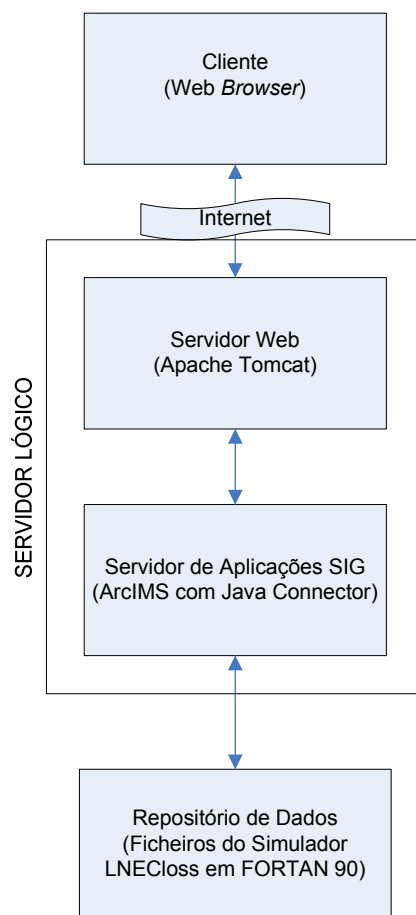 Cliente
(Web Browser)
Internet
Servidor Web
(Apache Tomcat)
SERVIDOR LÓGICO
Servidor de Aplicações SIG
(ArcIMS com Java Connector)
Repositório de Dados
(Ficheiros do Simulador
LNECloss em FORTAN 90)